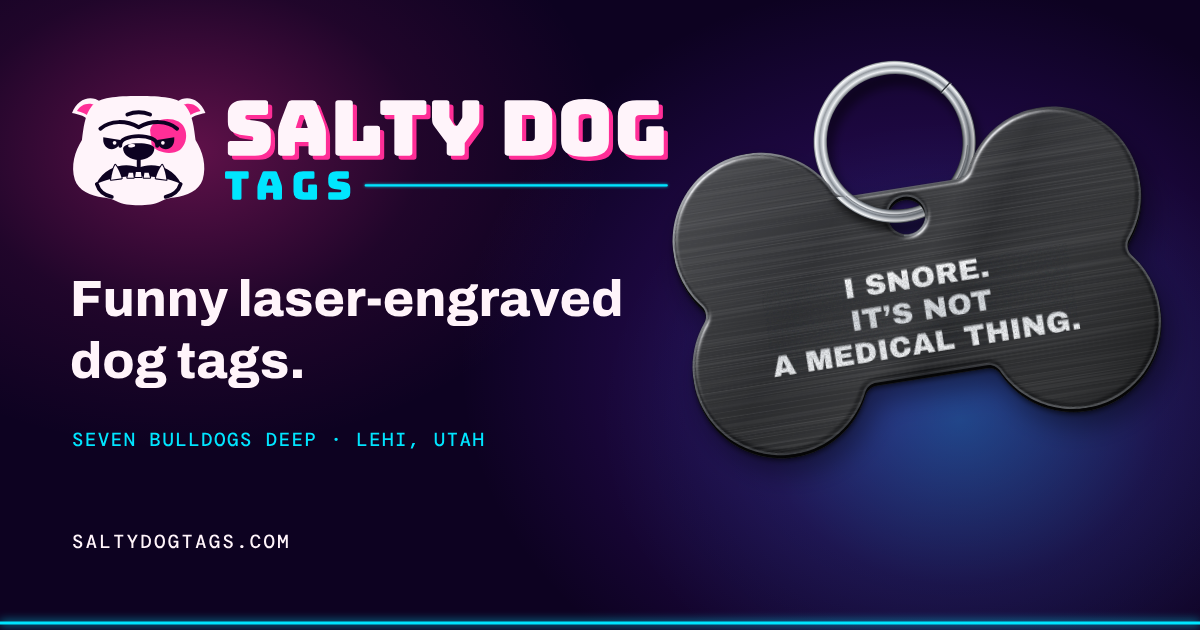 SALTY DOG
TAGS
Funny laser-engraved
dog tags.
SEVEN BULLDOGS DEEP · LEHI, UTAH
SALTYDOGTAGS.COM
I SNORE.
IT’S NOT
A MEDICAL THING.